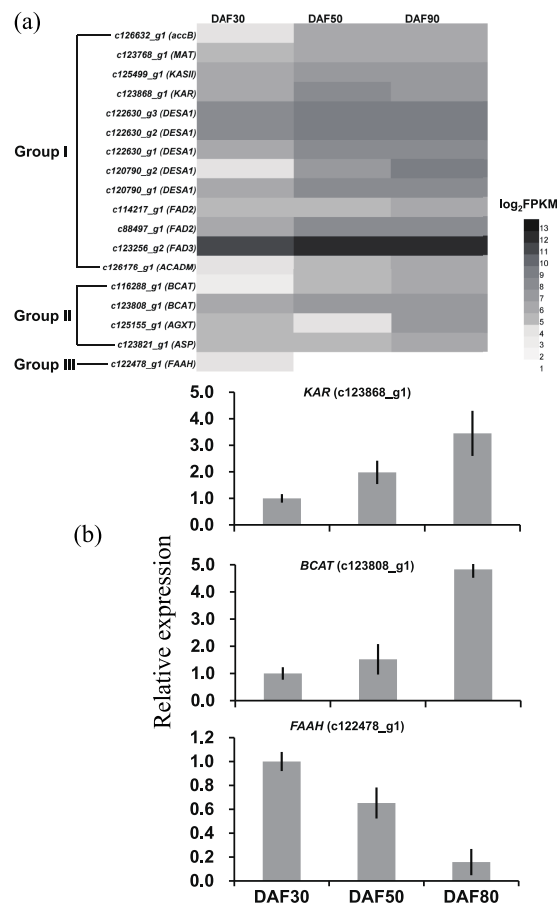 (a)
DAF30 DAF50 DAF90
c126632_g1 (accB)
c123768_g1 (MAT)
c125499_g1 (KASII)
c123868_g1 (KAR)
c122630_g3 (DESA1)
c122630_g2 (DESA1)
c122630_g1 (DESA1)
c120790_g2 (DESA1)
c120790_g1 (DESA1)
c114217_g1 (FAD2)
c88497_g1 (FAD2)
c123256_g2 (FAD3)
c126176_g1 (ACADM)
c116288_g1 (BCAT)
c123808_g1 (BCAT)
c125155_g1 (AGXT)
c123821_g1 (ASP)
c122478_g1 (FAAH)
Group I
Group II
Group III
log₂FPKM
13
12
11
10
9
8
7
6
5
4
3
2
1
(b)
Relative expression
KAR (c123868_g1)
5.0
4.0
3.0
2.0
1.0
0.0
BCAT (c123808_g1)
5.0
4.0
3.0
2.0
1.0
0.0
FAAH (c122478_g1)
1.2
1.0
0.8
0.6
0.4
0.2
0.0
DAF30 DAF50 DAF80